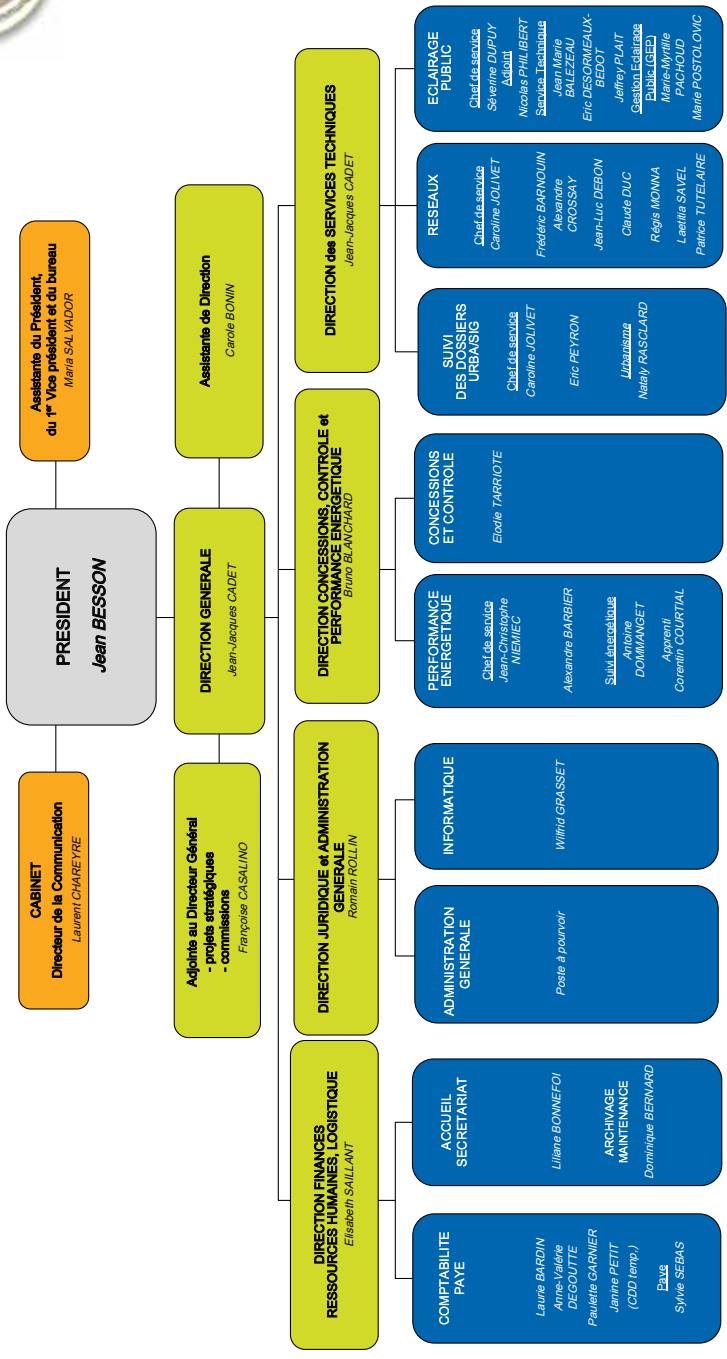 PRESIDENT
Jean BESSON
CABINET
Directeur de la Communication
Laurent CHAREYRE
Assistante du Président,
du 1er Vice président et du bureau
Maria SALVADOR
Adjointe au Directeur Général
- projets stratégiques
- commissions
Françoise CASALINO
DIRECTION GENERALE
Jean-Jacques CADET
Assistante de Direction
Carole BONIN
DIRECTION FINANCES
RESSOURCES HUMAINES, LOGISTIQUE
Elisabeth SAILLANT
DIRECTION JURIDIQUE et ADMINISTRATION
GENERALE
Romain ROLLIN
DIRECTION CONCESSIONS, CONTROLE et
PERFORMANCE ENERGETIQUE
Bruno BLANCHARD
DIRECTION des SERVICES TECHNIQUES
Jean-Jacques CADET
COMPTABILITE
PAYE
Laurie BARDIN
Anne-Valérie
DEGOUTTE
Paulette GARNIER
Janine PETIT
(CDD temp.)
Paye
Sylvie SEBAS
ACCUEIL
SECRETARIAT
Liliane BONNEFOI
ARCHIVAGE
MAINTENANCE
Dominique BERNARD
ADMINISTRATION
GENERALE
Poste à pourvoir
INFORMATIQUE
Wilfrid GRASSET
PERFORMANCE
ENERGETIQUE
Chef de service
Jean-Christophe
NIEMIEC
Alexandre BARBIER
Suivi énergétique
Antoine
DOMMANGET
Apprenti
Corentin COURTIAL
CONCESSIONS
ET CONTROLE
Elodie TARRIOTE
SUIVI
DES DOSSIERS
URBA/SIG
Chef de service
Caroline JOLIVET
Eric PEYRON
Urbanisme
Nataly RASCLARD
RESEAUX
Chef de service
Caroline JOLIVET
Frédéric BARNOUIN
Alexandre
CROSSAY
Jean-Luc DEBON
Claude DUC
Régis MONNA
Laetitia SAVEL
Patrice TUTELAIRE
ECLAIRAGE
PUBLIC
Chef de service
Séverine DUPUY
Adjoint
Nicolas PHILIBERT
Service Technique
Jean Marie
BALEZEAU
Eric DESORMEAUX-
BEDOT
Jeffrey PLAIT
Gestion Eclairage
Public (GEP)
Marie-Myrtille
PACHOUD
Marie POSTOLOVIC